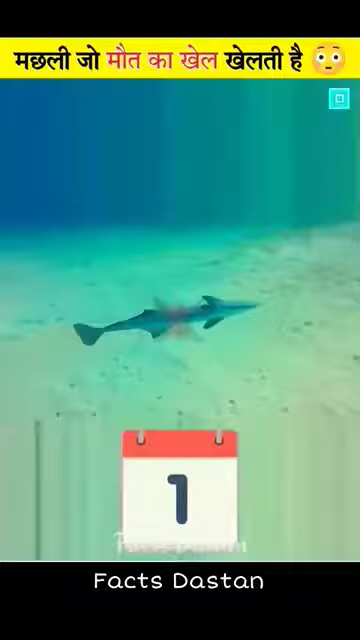 मछली जो मौत का खेल खेलती है 😳
1
Facts Dastan